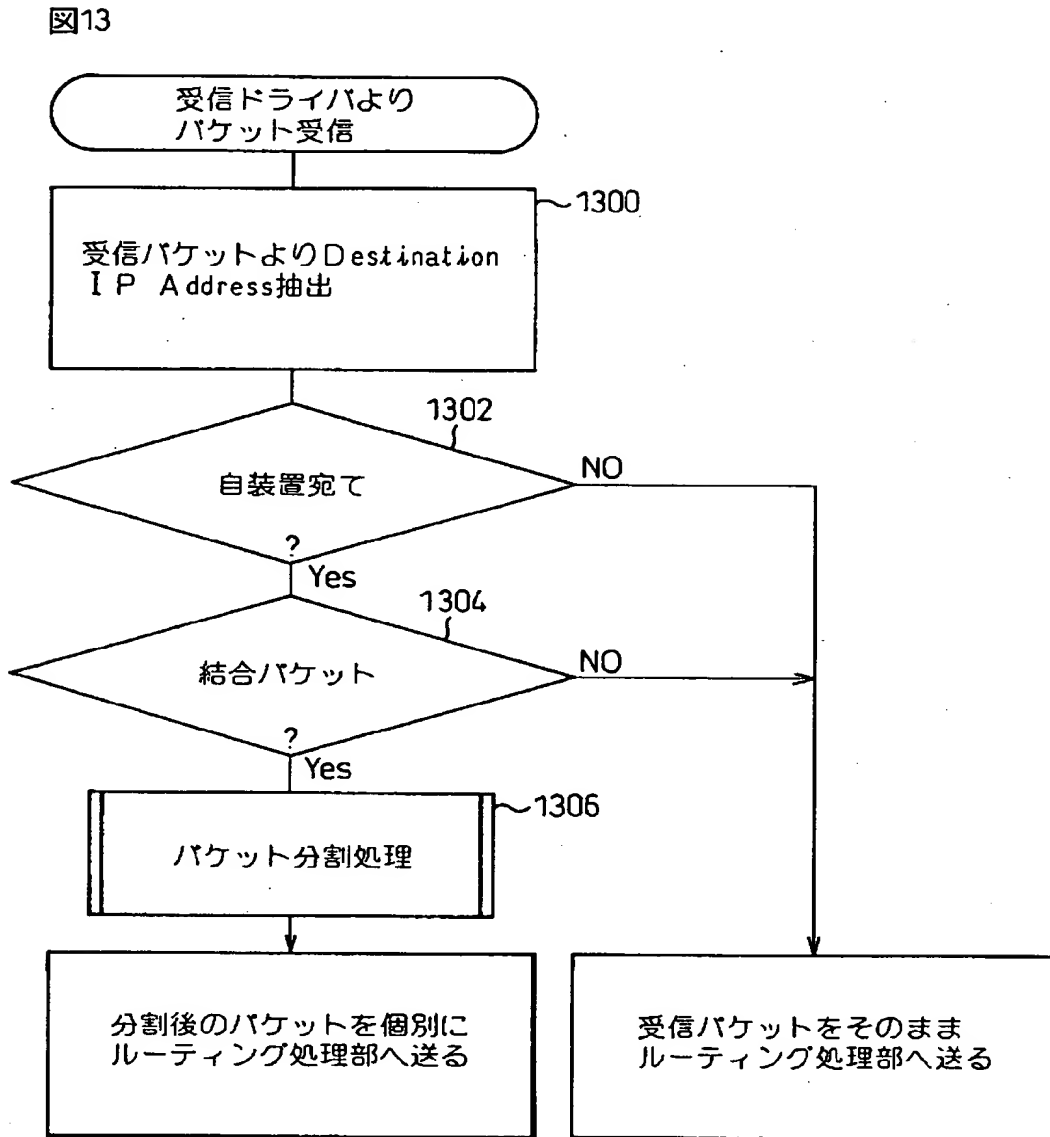 図13
受信ドライバより
パケット受信
1300
受信パケットよりDestination
IP Address抽出
1302
自装置宛て
?
NO
Yes
1304
結合パケット
?
NO
Yes
1306
パケット分割処理
分割後のパケットを個別に
ルーティング処理部へ送る
受信パケットをそのまま
ルーティング処理部へ送る